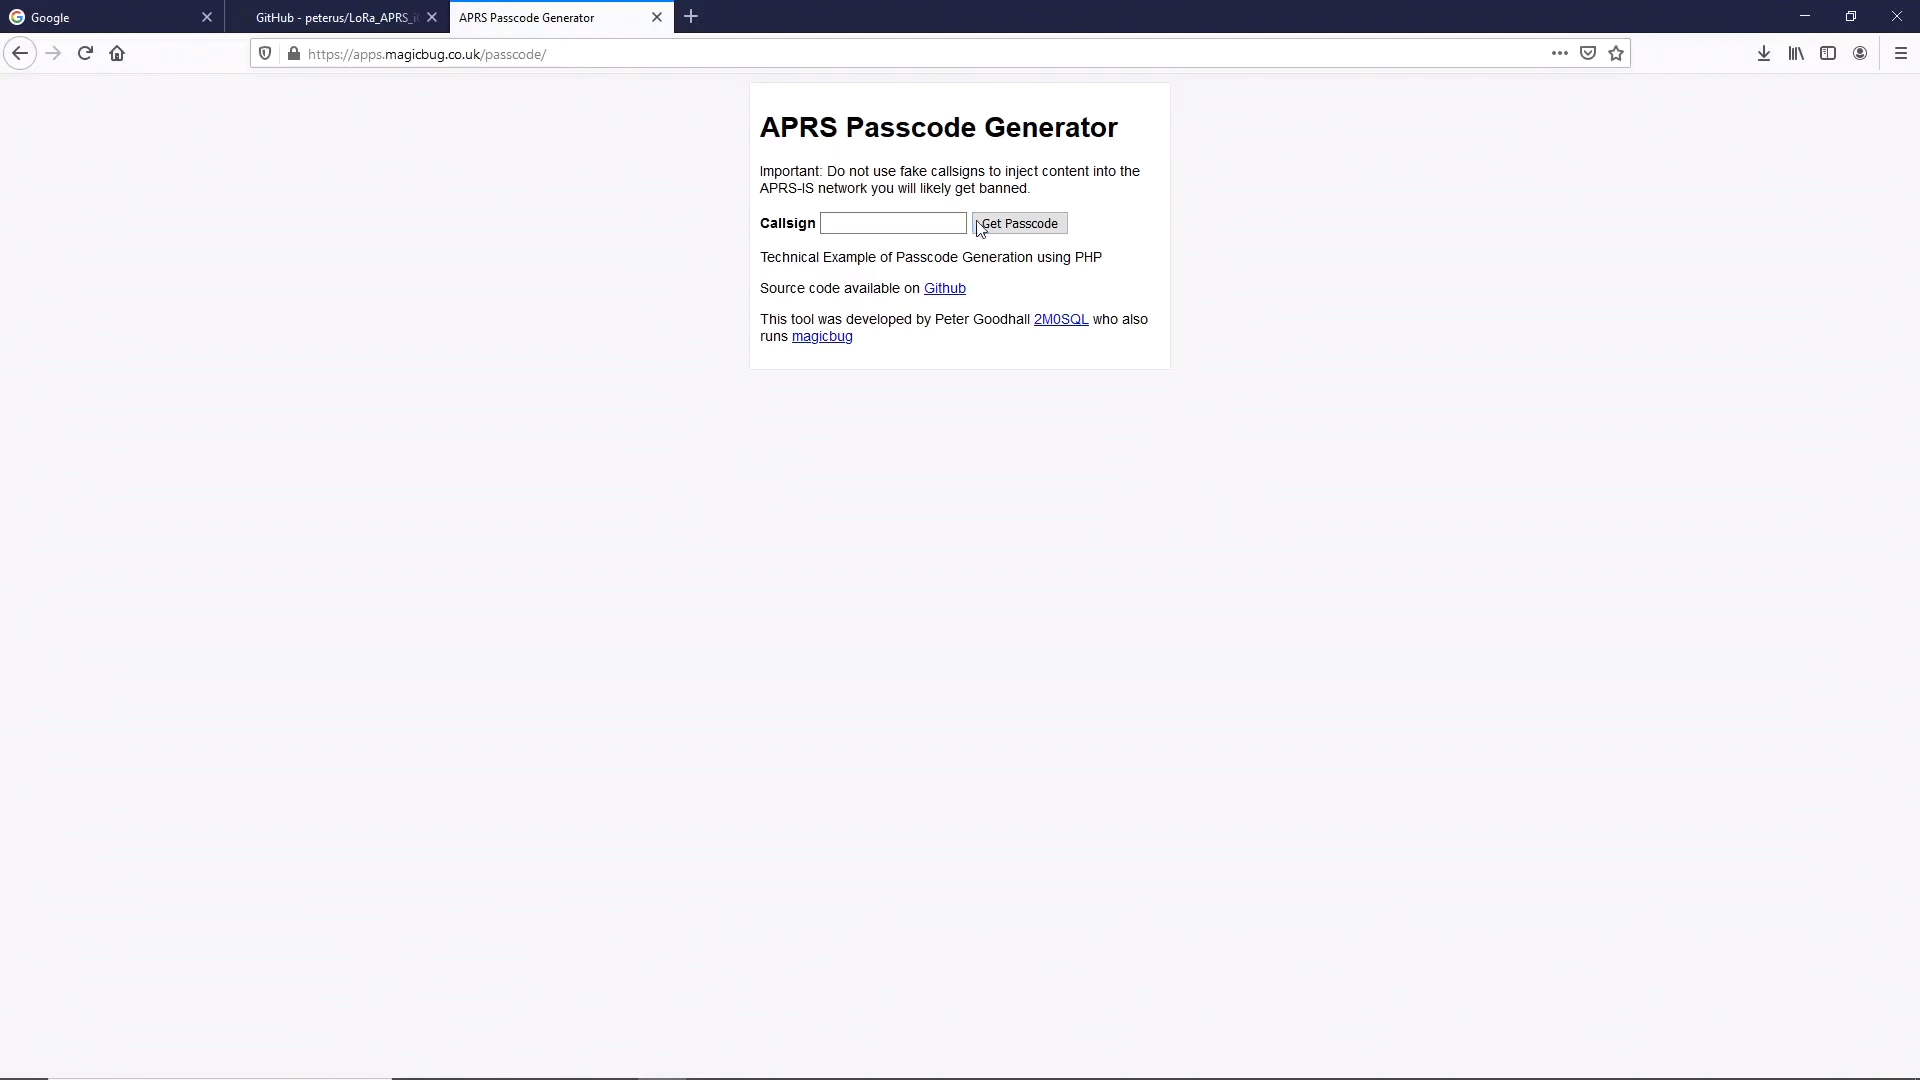 Google
GitHub - peterus/LoRa_APRS_i
APRS Passcode Generator
https://apps.magicbug.co.uk/passcode/
APRS Passcode Generator
Important: Do not use fake callsigns to inject content into the
APRS-IS network you will likely get banned.
Callsign Get Passcode
Technical Example of Passcode Generation using PHP
Source code available on Github
This tool was developed by Peter Goodhall 2M0SQL who also
runs magicbug